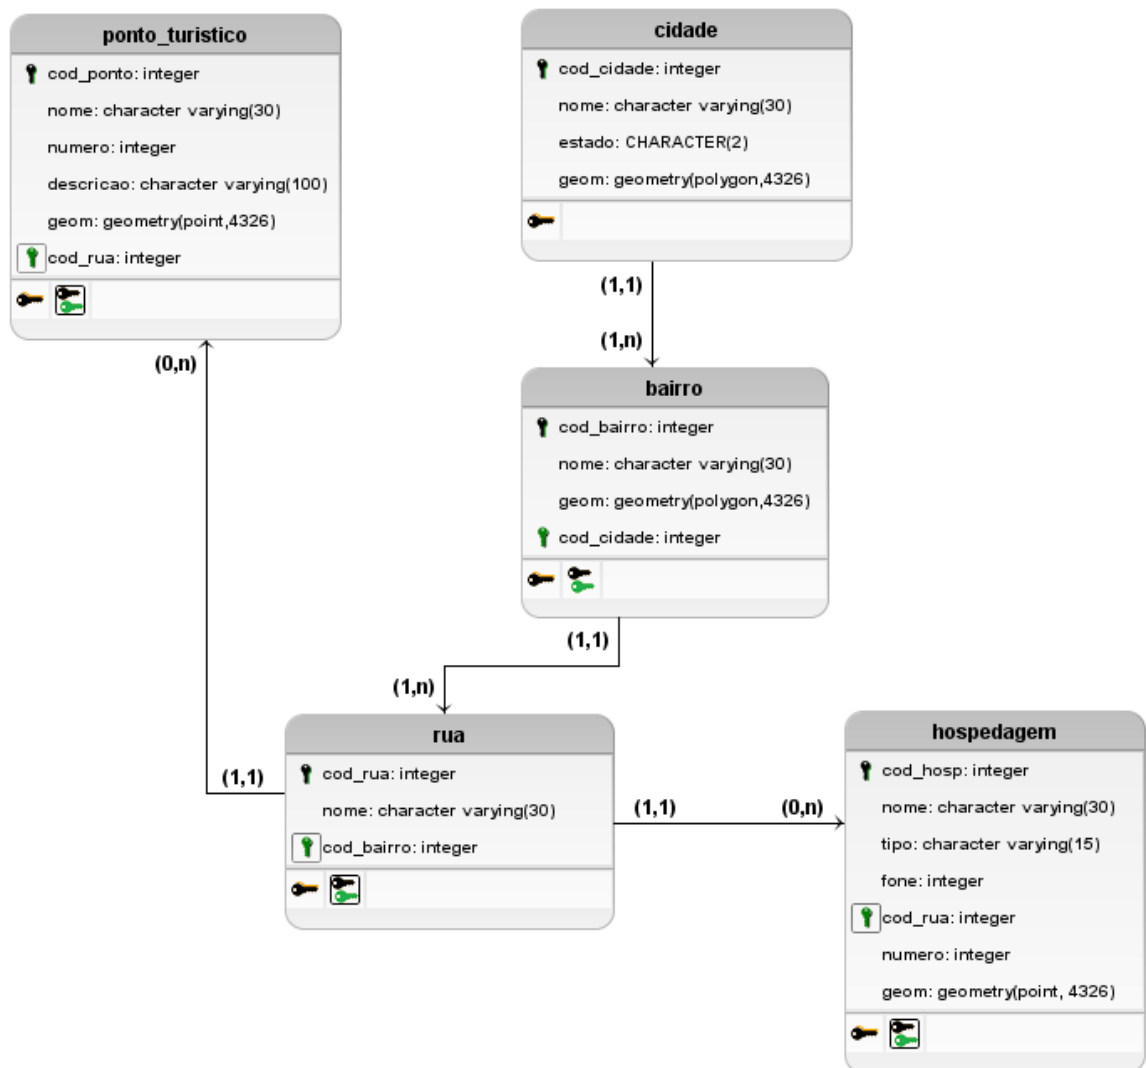 ponto_turistico
cod_ponto: integer
nome: character varying(30)
numero: integer
descricao: character varying(100)
geom: geometry(point,4326)
cod_rua: integer
cidade
cod_cidade: integer
nome: character varying(30)
estado: CHARACTER(2)
geom: geometry(polygon,4326)
(1,1)
(1,n)
(0,n)
bairro
cod_bairro: integer
nome: character varying(30)
geom: geometry(polygon,4326)
cod_cidade: integer
(1,1)
(1,n)
rua
cod_rua: integer
nome: character varying(30)
cod_bairro: integer
(1,1)
(1,1)
(0,n)
hospedagem
cod_hosp: integer
nome: character varying(30)
tipo: character varying(15)
fone: integer
cod_rua: integer
numero: integer
geom: geometry(point, 4326)